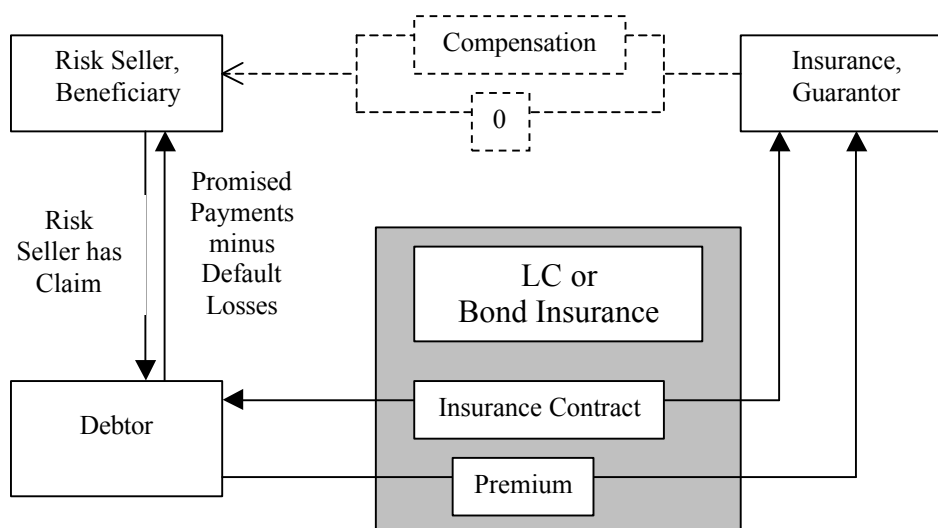 Risk Seller,
Beneficiary
Compensation
0
Insurance,
Guarantor
Risk
Seller has
Claim
Promised
Payments
minus
Default
Losses
LC or
Bond Insurance
Debtor
Insurance Contract
Premium